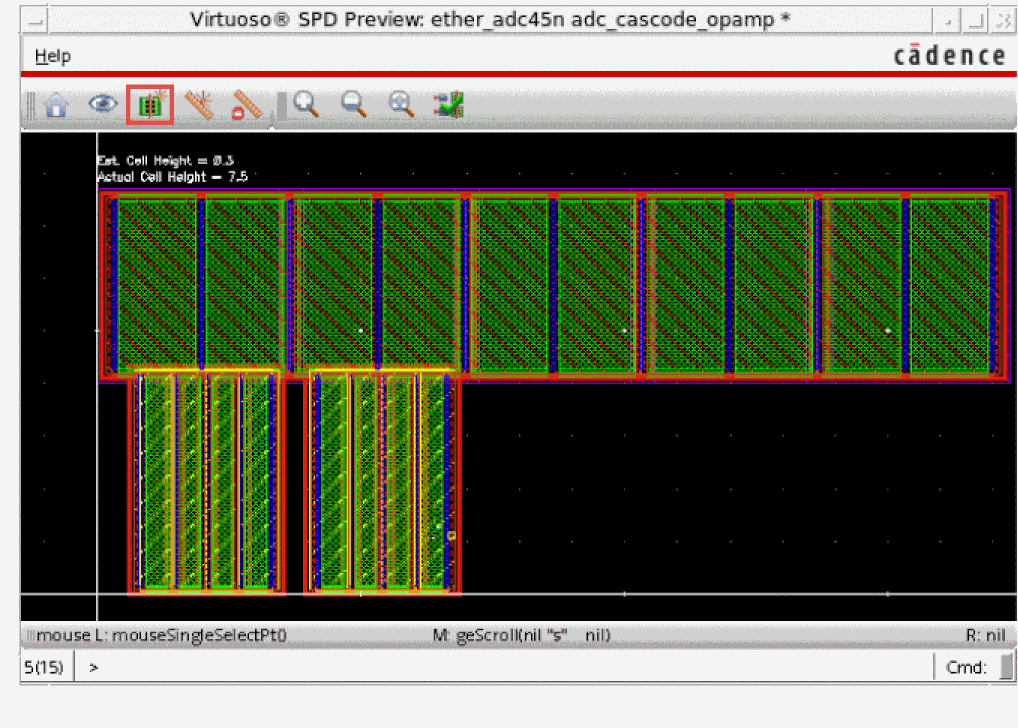 Virtuoso® SPD Preview: ether_adc45n adc_cascode_opamp *
Help
cādence
Est. Cell Height = 0.3
Actual Cell Height = 7.5
mouse L: mouseSingleSelectPt()
M: geScroll(nil "s" nil)
R: nil
5(15)
>
Cmd: